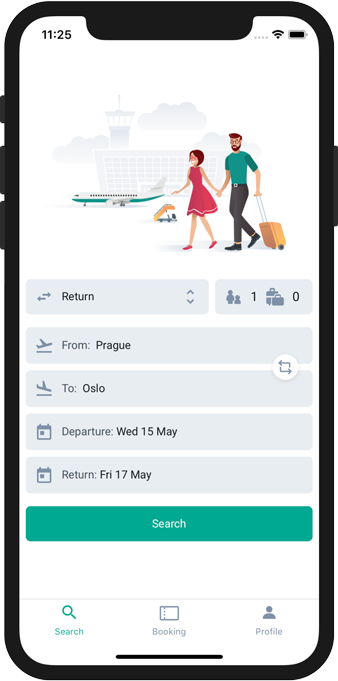 11:25
Return
1 0
From: Prague
To: Oslo
Departure: Wed 15 May
Return: Fri 17 May
Search
Search Booking Profile